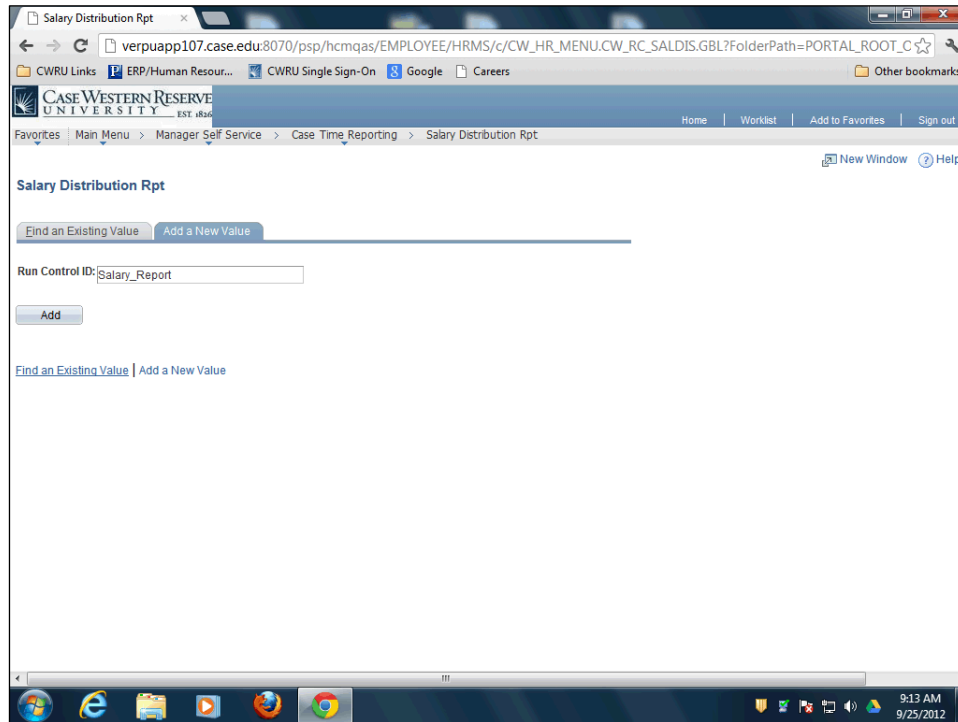 Salary Distribution Rpt
verpuapp107.case.edu:8070/psp/hcmqas/EMPLOYEE/HRMS/c/CW_HR_MENU.CW_RC_SALDIS.GBL?FolderPath=PORTAL_ROOT_O
CWRU Links ERP/Human Resour... CWRU Single Sign-On Google Careers Other bookmarks
CASE WESTERN RESERVE
UNIVERSITY EST. 1826
Home | Worklist | Add to Favorites | Sign out
Favorites Main Menu > Manager Self Service > Case Time Reporting > Salary Distribution Rpt
New Window ? Help
Salary Distribution Rpt
Find an Existing Value Add a New Value
Run Control ID: Salary_Report
Add
Find an Existing Value | Add a New Value
9:13 AM
9/25/2012